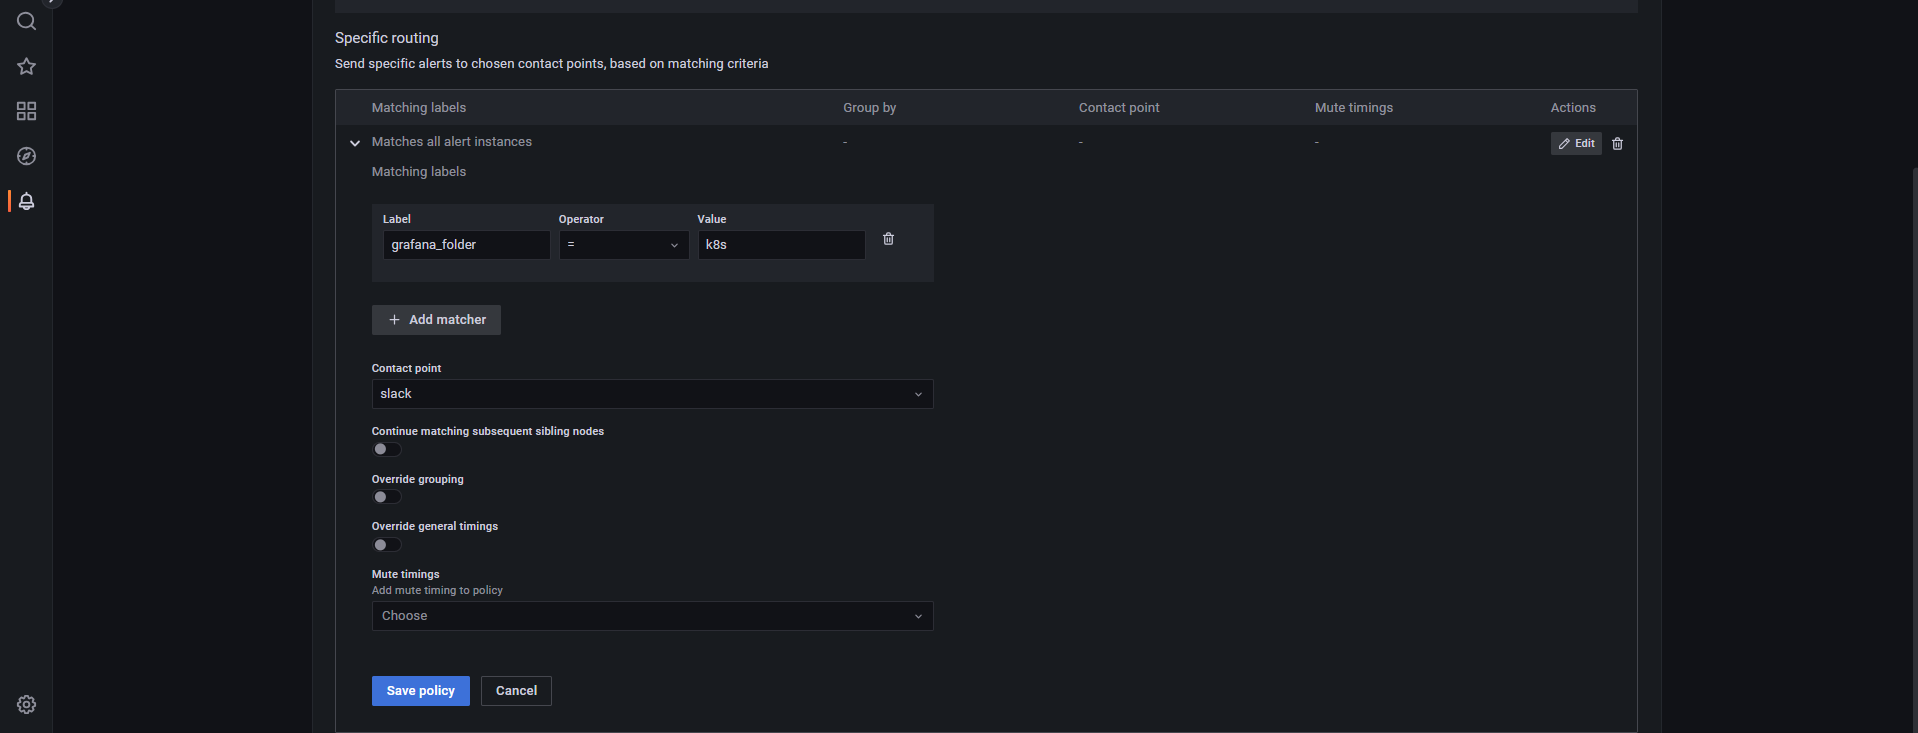 Specific routing
Send specific alerts to chosen contact points, based on matching criteria
Matching labels Group by Contact point Mute timings Actions
Matches all alert instances - - - Edit
Matching labels
Label Operator Value
grafana_folder = k8s
+ Add matcher
Contact point
slack
Continue matching subsequent sibling nodes
Override grouping
Override general timings
Mute timings
Add mute timing to policy
Choose
Save policy Cancel